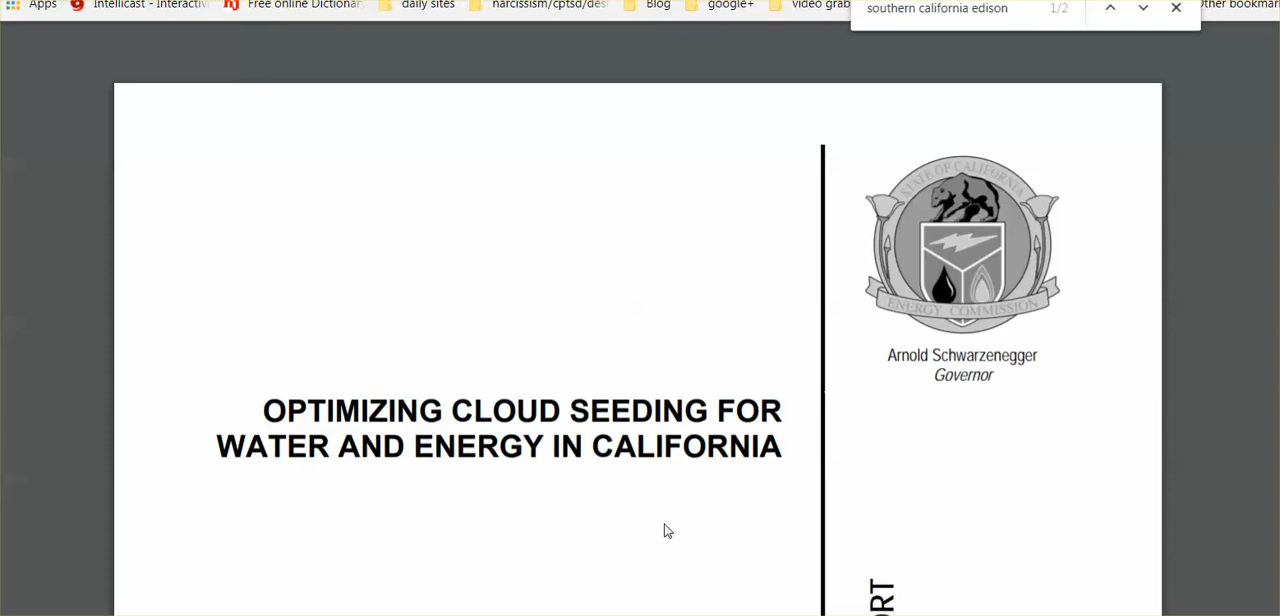 Apps Intellicast - Interactiv Free online Dictionar daily sites narcissism/cptsd/des Blog google+ video grab Other bookmar
southern california edison 1/2
STATE OF CALIFORNIA
ENERGY COMMISSION
Arnold Schwarzenegger
Governor
OPTIMIZING CLOUD SEEDING FOR
WATER AND ENERGY IN CALIFORNIA
ORT